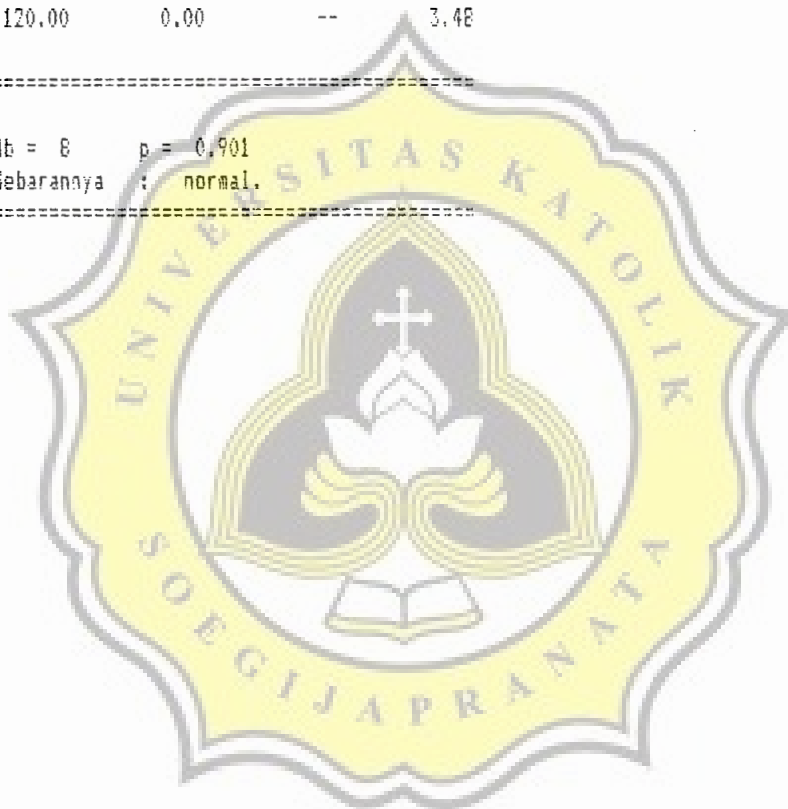 120.00 0.00 -- 3.48
==================================================
db = 8 p = 0.901
Sebarannya : normal.
==================================================
UNIVERSITAS KATOLIK
SOEGIJAPRANATA